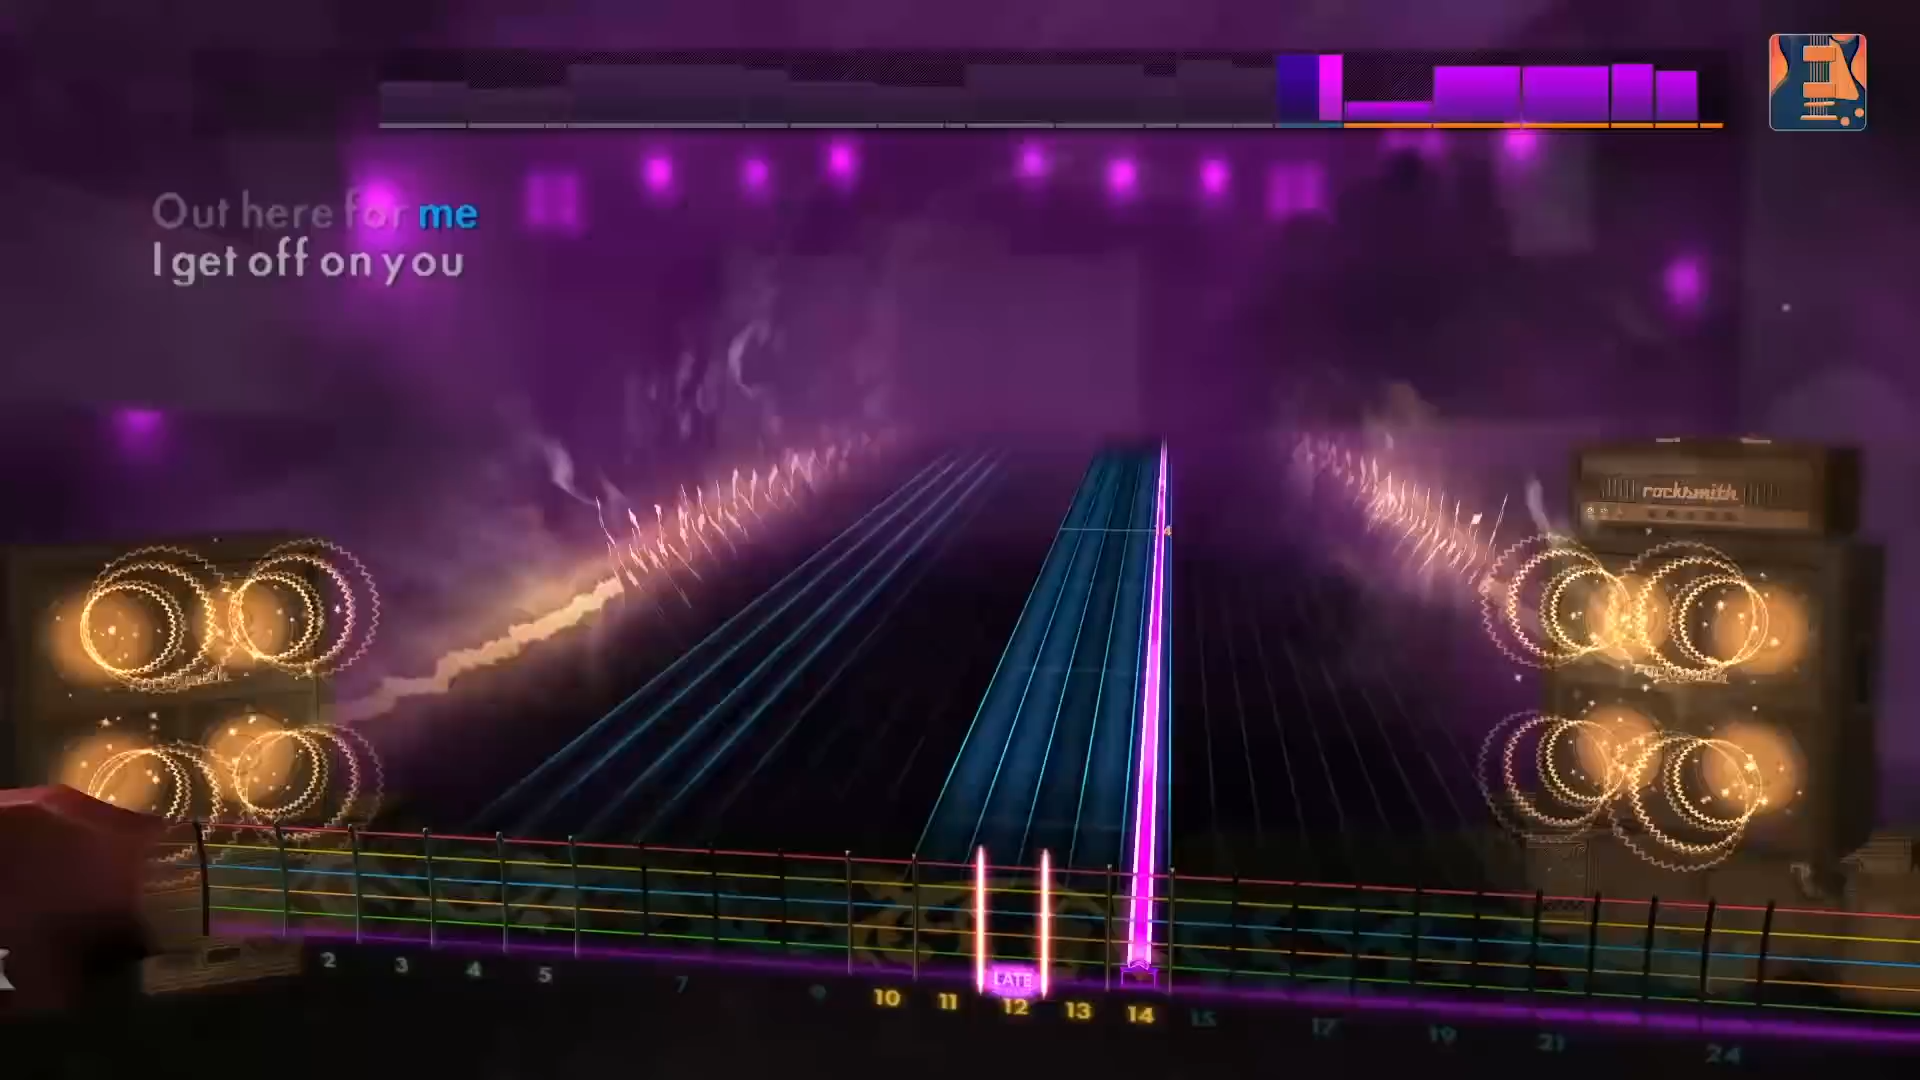 Out here for me
I get off on you
rocksmith
LATE
2 3 4 5 7 9 10 11 12 13 14 15 17 19 21 24